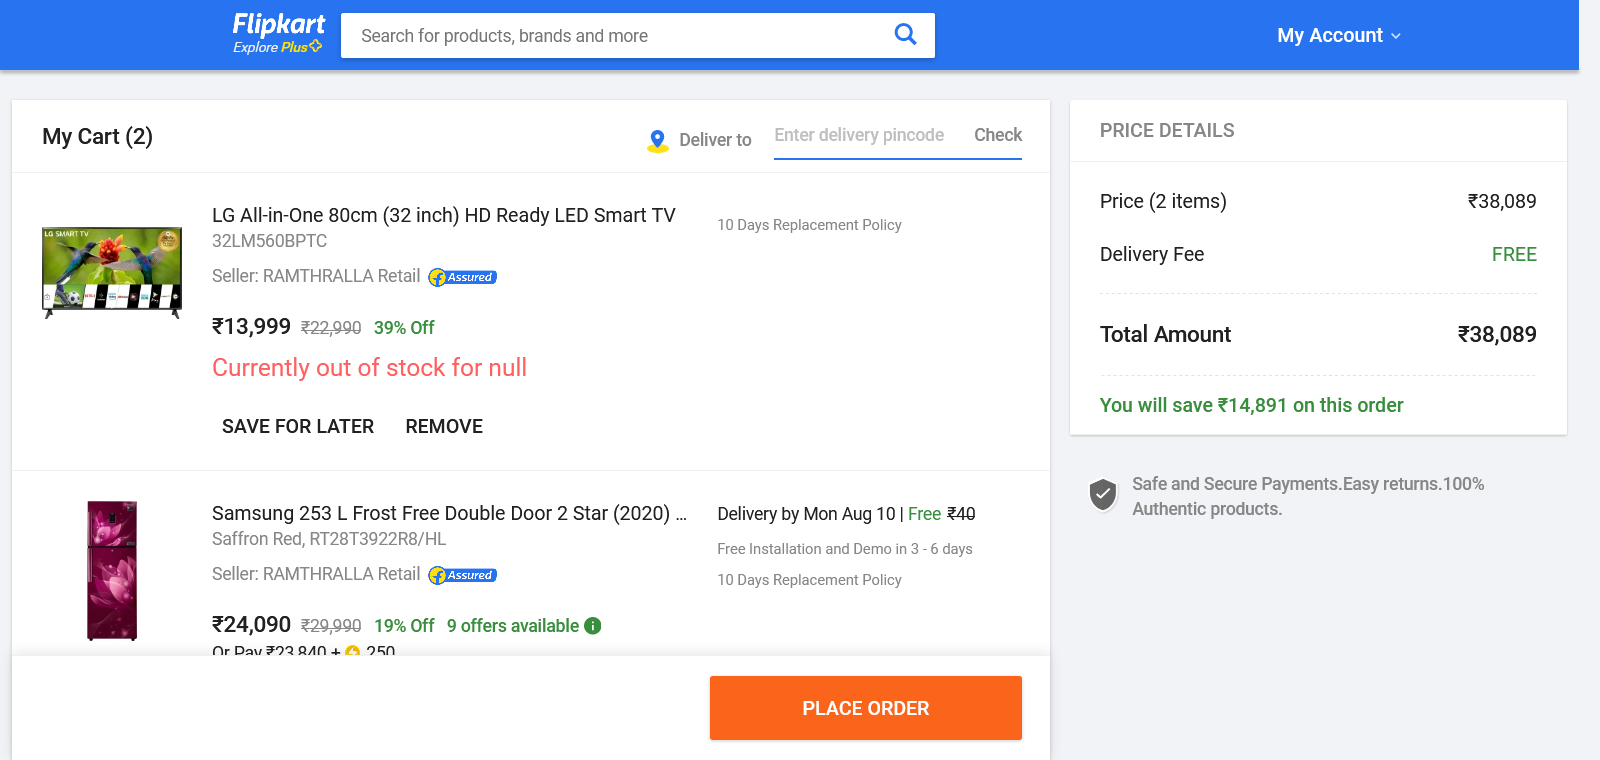 Flipkart
Explore Plus
Search for products, brands and more
My Account
My Cart (2)
Deliver to
Enter delivery pincode
Check
LG SMART TV
LG All-in-One 80cm (32 inch) HD Ready LED Smart TV
32LM560BPTC
Seller: RAMTHRALLA Retail
Assured
10 Days Replacement Policy
₹13,999 ₹22,990 39% Off
Currently out of stock for null
SAVE FOR LATER
REMOVE
Samsung 253 L Frost Free Double Door 2 Star (2020) ...
Saffron Red, RT28T3922R8/HL
Seller: RAMTHRALLA Retail
Assured
Delivery by Mon Aug 10 | Free ₹40
Free Installation and Demo in 3 - 6 days
10 Days Replacement Policy
₹24,090 ₹29,990 19% Off 9 offers available
Or Pay ₹23,840 + 250
PLACE ORDER
PRICE DETAILS
Price (2 items) ₹38,089
Delivery Fee FREE
Total Amount ₹38,089
You will save ₹14,891 on this order
Safe and Secure Payments.Easy returns.100%
Authentic products.